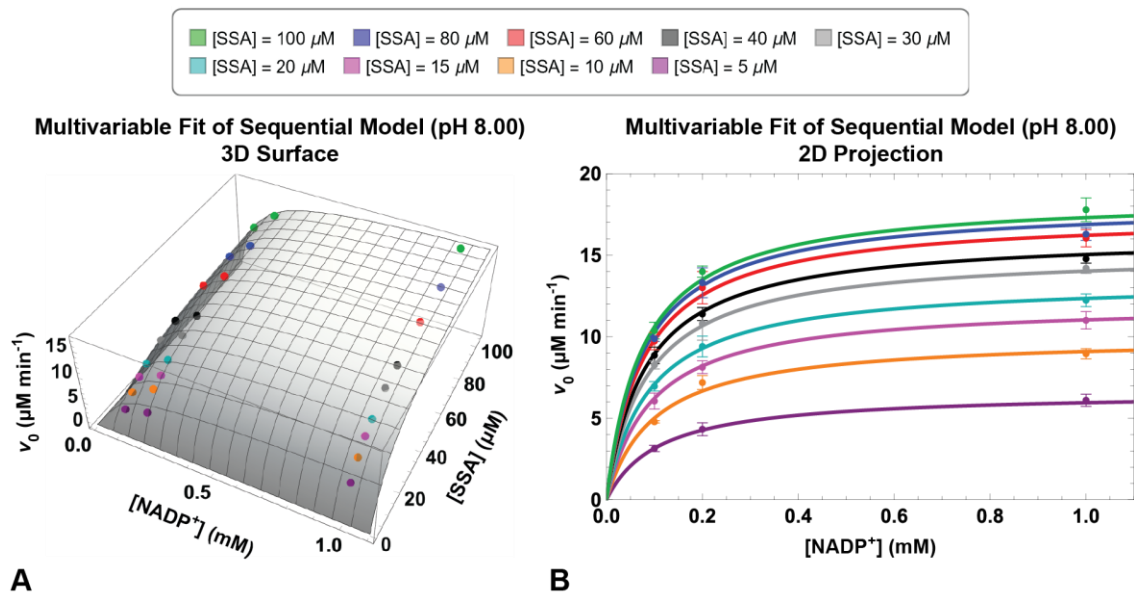 [SSA] = 100 µM [SSA] = 80 µM [SSA] = 60 µM [SSA] = 40 µM [SSA] = 30 µM
[SSA] = 20 µM [SSA] = 15 µM [SSA] = 10 µM [SSA] = 5 µM
Multivariable Fit of Sequential Model (pH 8.00)
3D Surface
15
10
5
0
v₀ (µM min⁻¹)
0.0
0.5
1.0
[NADP⁺] (mM)
0
20
40
60
80
100
[SSA] (µM)
A
Multivariable Fit of Sequential Model (pH 8.00)
2D Projection
20
15
10
5
0
v₀ (µM min⁻¹)
0.0 0.2 0.4 0.6 0.8 1.0
[NADP⁺] (mM)
B